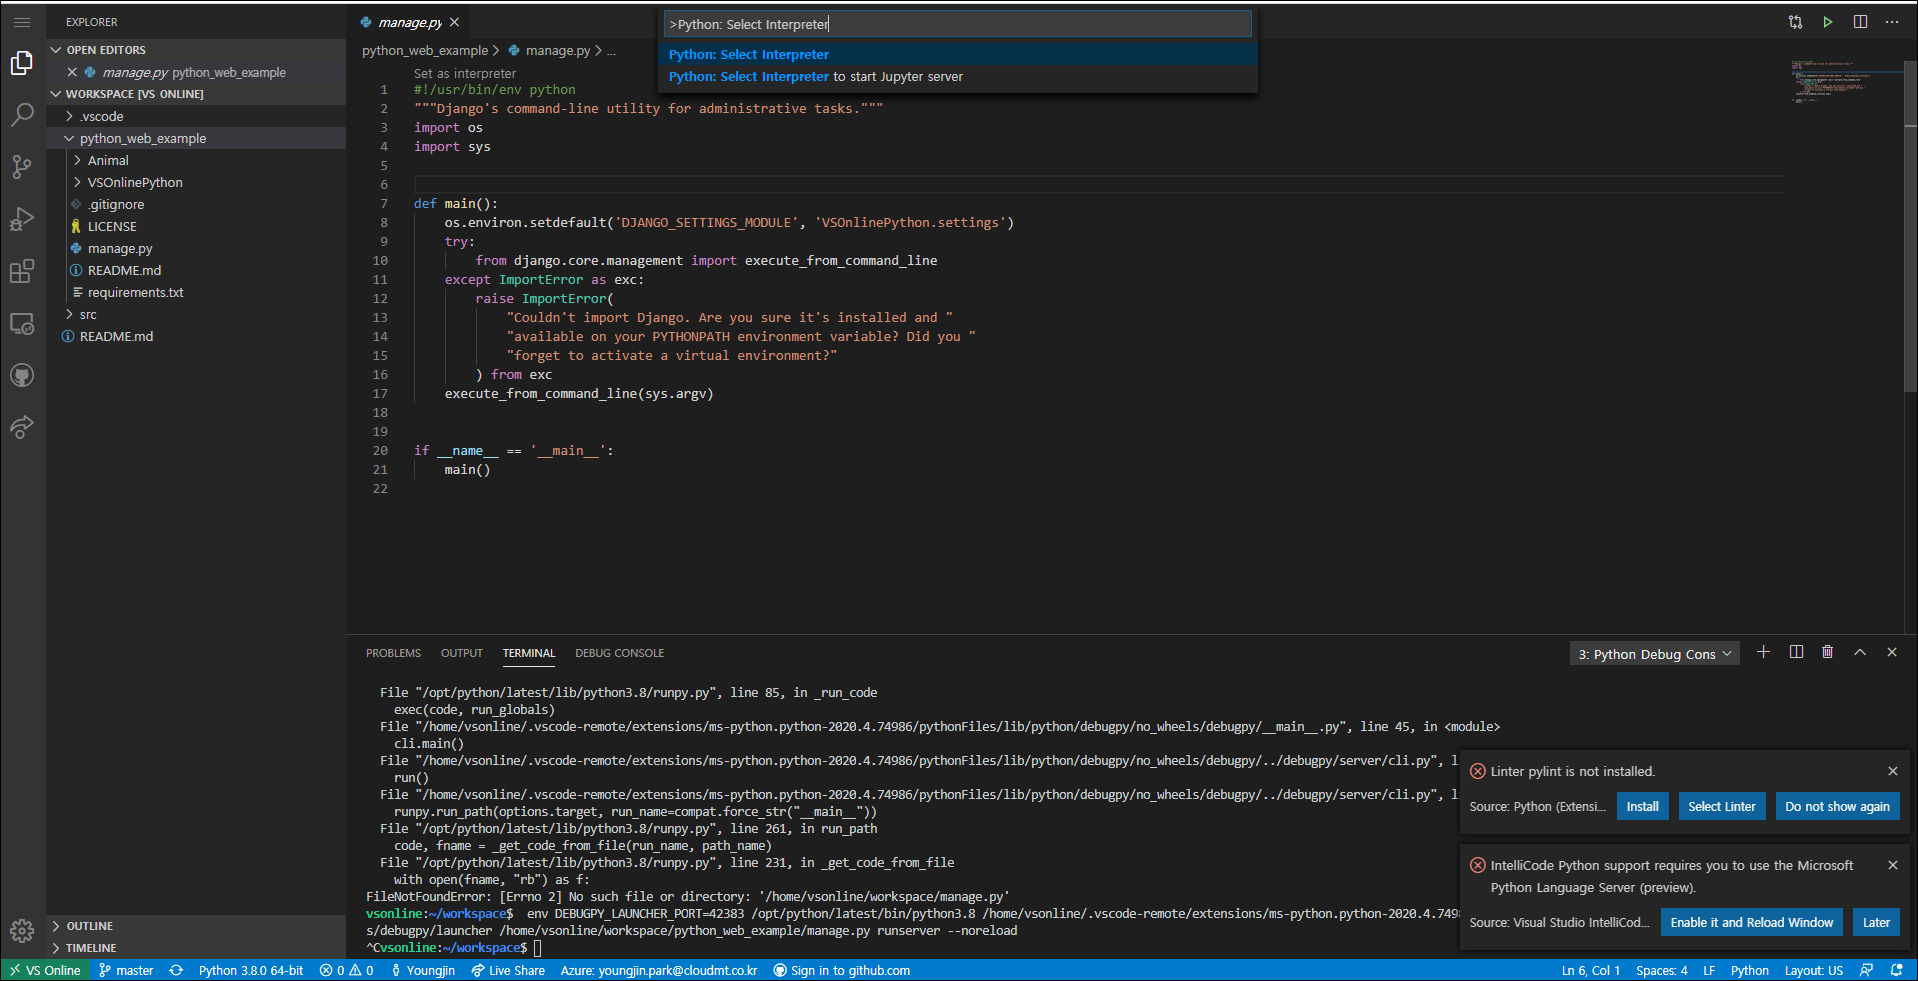 EXPLORER
OPEN EDITORS
manage.py python_web_example
WORKSPACE [VS ONLINE]
.vscode
python_web_example
Animal
VSOnlinePython
.gitignore
LICENSE
manage.py
README.md
requirements.txt
src
README.md
OUTLINE
TIMELINE
manage.py
>Python: Select Interpreter
Python: Select Interpreter
Python: Select Interpreter to start Jupyter server
python_web_example > manage.py > ...
Set as interpreter
1 #!/usr/bin/env python
2 """Django's command-line utility for administrative tasks."""
3 import os
4 import sys
5
6
7 def main():
8 os.environ.setdefault('DJANGO_SETTINGS_MODULE', 'VSOnlinePython.settings')
9 try:
10 from django.core.management import execute_from_command_line
11 except ImportError as exc:
12 raise ImportError(
13 "Couldn't import Django. Are you sure it's installed and "
14 "available on your PYTHONPATH environment variable? Did you "
15 "forget to activate a virtual environment?"
16 ) from exc
17 execute_from_command_line(sys.argv)
18
19
20 if __name__ == '__main__':
21 main()
22
PROBLEMS OUTPUT TERMINAL DEBUG CONSOLE 3: Python Debug Cons
File "/opt/python/latest/lib/python3.8/runpy.py", line 85, in _run_code
exec(code, run_globals)
File "/home/vsonline/.vscode-remote/extensions/ms-python.python-2020.4.74986/pythonFiles/lib/python/debugpy/no_wheels/debugpy/__main__.py", line 45, in <module>
cli.main()
File "/home/vsonline/.vscode-remote/extensions/ms-python.python-2020.4.74986/pythonFiles/lib/python/debugpy/no_wheels/debugpy/../debugpy/server/cli.py", li
run()
File "/home/vsonline/.vscode-remote/extensions/ms-python.python-2020.4.74986/pythonFiles/lib/python/debugpy/no_wheels/debugpy/../debugpy/server/cli.py", li
runpy.run_path(options.target, run_name=compat.force_str("__main__"))
File "/opt/python/latest/lib/python3.8/runpy.py", line 261, in run_path
code, fname = _get_code_from_file(run_name, path_name)
File "/opt/python/latest/lib/python3.8/runpy.py", line 231, in _get_code_from_file
with open(fname, "rb") as f:
FileNotFoundError: [Errno 2] No such file or directory: '/home/vsonline/workspace/manage.py'
vsonline:~/workspace$ env DEBUGPY_LAUNCHER_PORT=42383 /opt/python/latest/bin/python3.8 /home/vsonline/.vscode-remote/extensions/ms-python.python-2020.4.7498
s/debugpy/launcher /home/vsonline/workspace/python_web_example/manage.py runserver --noreload
^Cvsonline:~/workspace$
Linter pylint is not installed.
Source: Python (Extensi... Install Select Linter Do not show again
IntelliCode Python support requires you to use the Microsoft
Python Language Server (preview).
Source: Visual Studio IntelliCod... Enable it and Reload Window Later
VS Online master Python 3.8.0 64-bit 0 0 Youngjin Live Share Azure: youngjin.park@cloudmt.co.kr Sign in to github.com Ln 6, Col 1 Spaces: 4 LF Python Layout: US